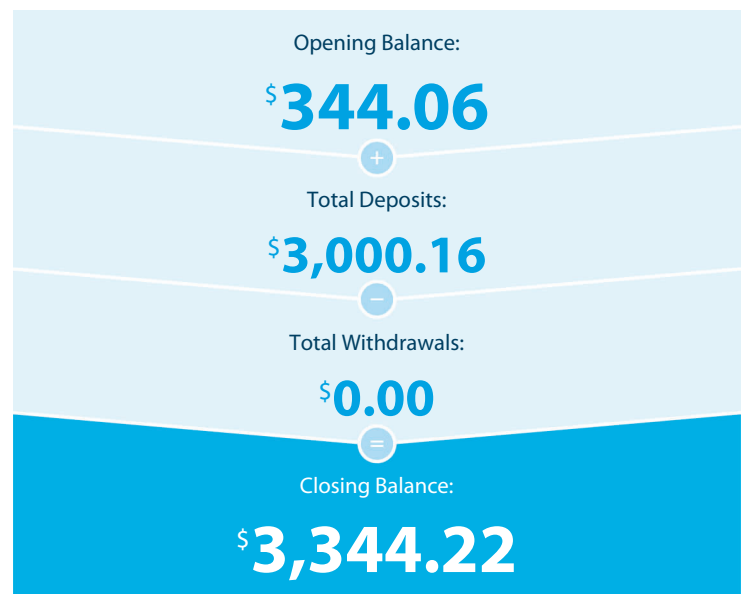 Opening Balance:
$344.06
+
Total Deposits:
$3,000.16
−
Total Withdrawals:
$0.00
=
Closing Balance:
$3,344.22